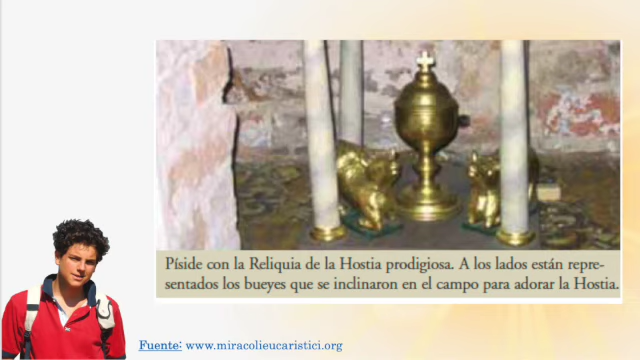 Píside con la Reliquia de la Hostia prodigiosa. A los lados están repre-
sentados los bueyes que se inclinaron en el campo para adorar la Hostia.
Fuente: www.miracolieucaristici.org